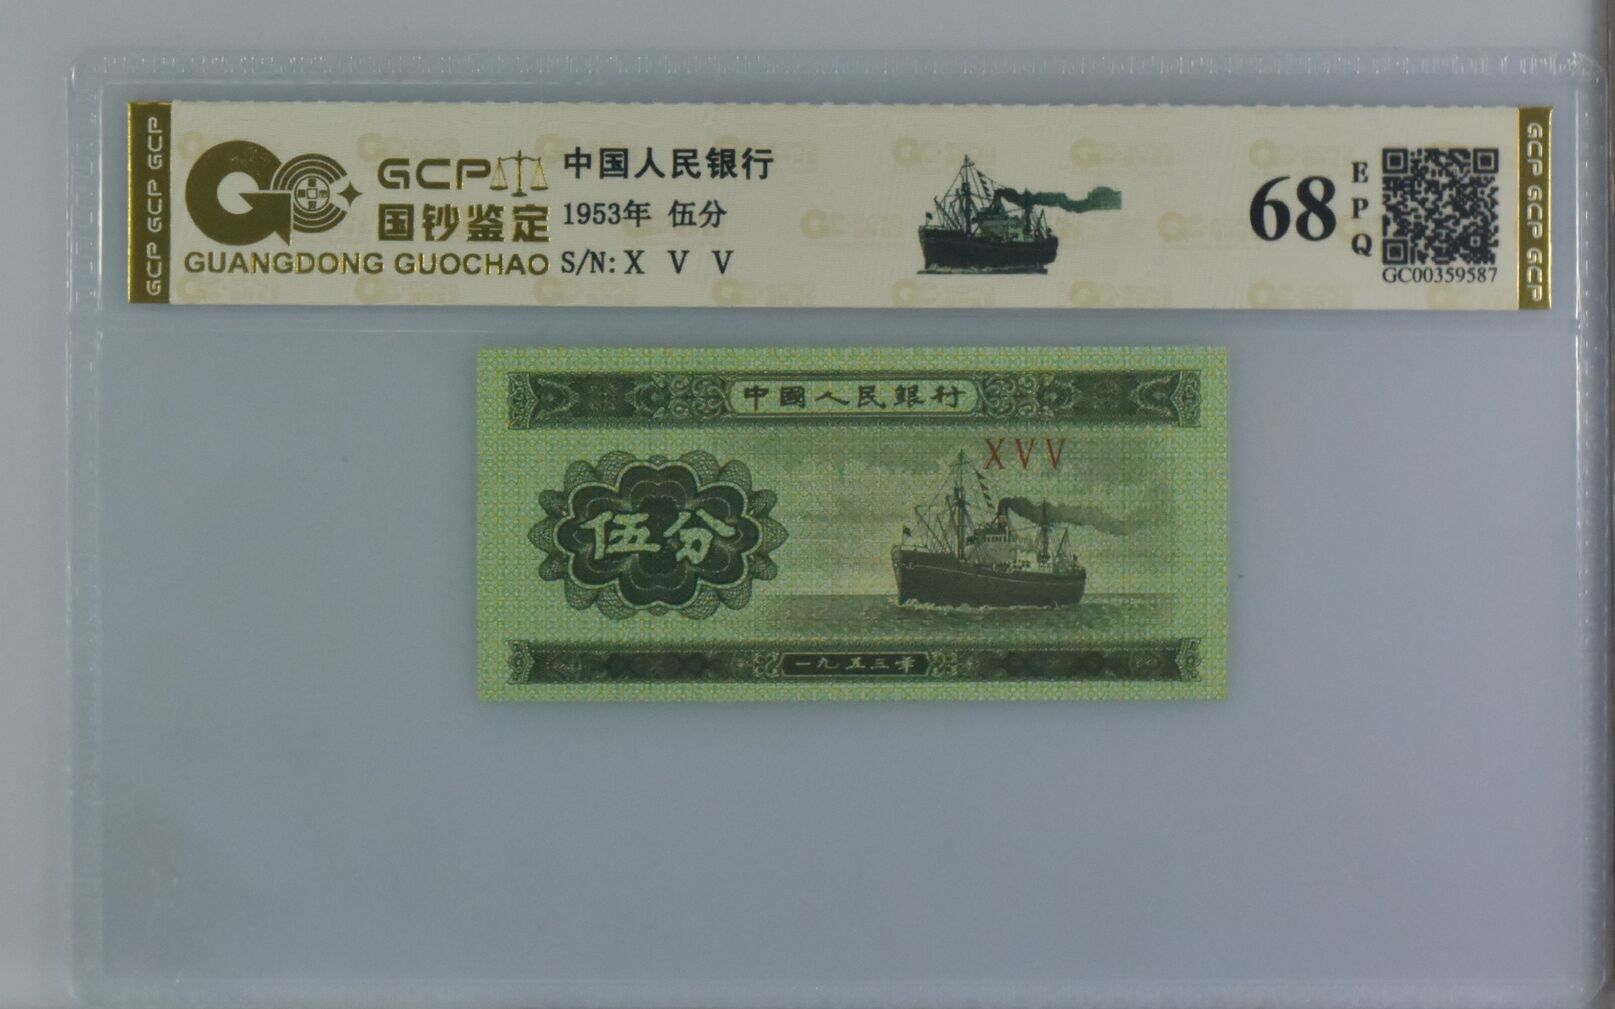 GCP GCP GCP
GCP
国钞鉴定
GUANGDONG GUOCHAO
中国人民银行
1953年 伍分
S/N: X V V
68
EPQ
GC00359587
GCP GCP GCP
中國人民銀行
XVV
伍分
一九五三年